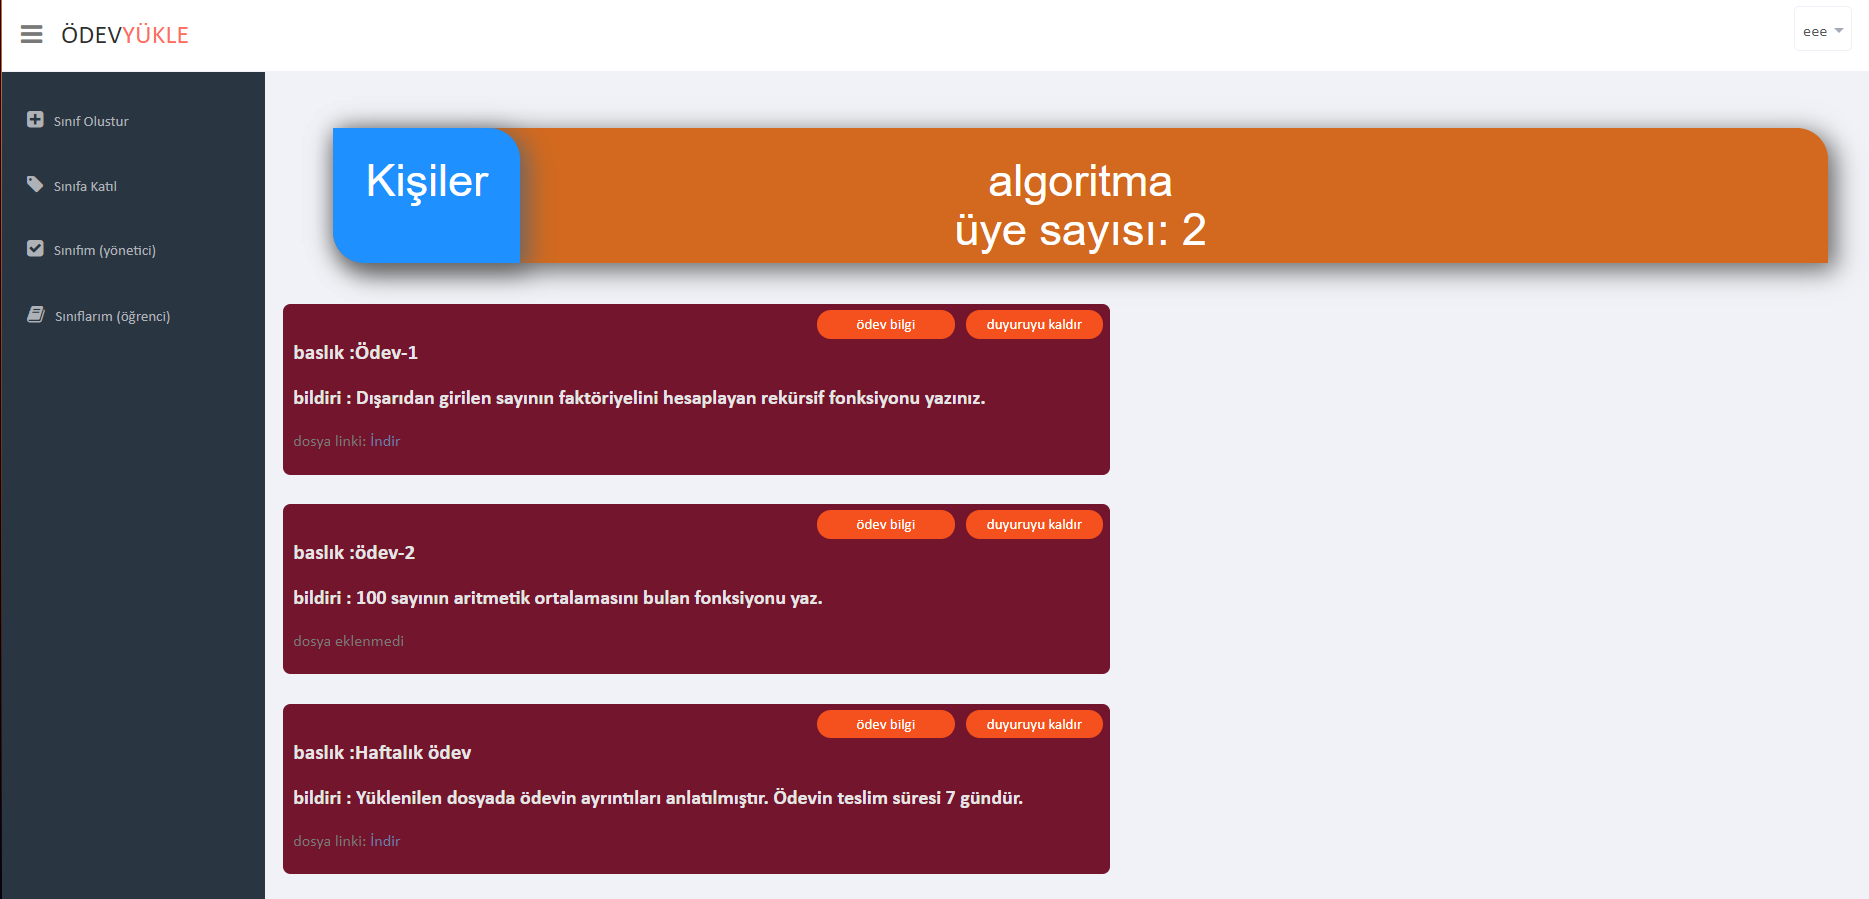 ÖDEVYÜKLE
eee
Sınıf Olustur
Sınıfa Katıl
Sınıfım (yönetici)
Sınıflarım (öğrenci)
Kişiler
algoritma
üye sayısı: 2
ödev bilgi
duyuruyu kaldır
baslık :Ödev-1
bildiri : Dışarıdan girilen sayının faktöriyelini hesaplayan rekürsif fonksiyonu yazınız.
dosya linki: İndir
ödev bilgi
duyuruyu kaldır
baslık :ödev-2
bildiri : 100 sayının aritmetik ortalamasını bulan fonksiyonu yaz.
dosya eklenmedi
ödev bilgi
duyuruyu kaldır
baslık :Haftalık ödev
bildiri : Yüklenilen dosyada ödevin ayrıntıları anlatılmıştır. Ödevin teslim süresi 7 gündür.
dosya linki: İndir